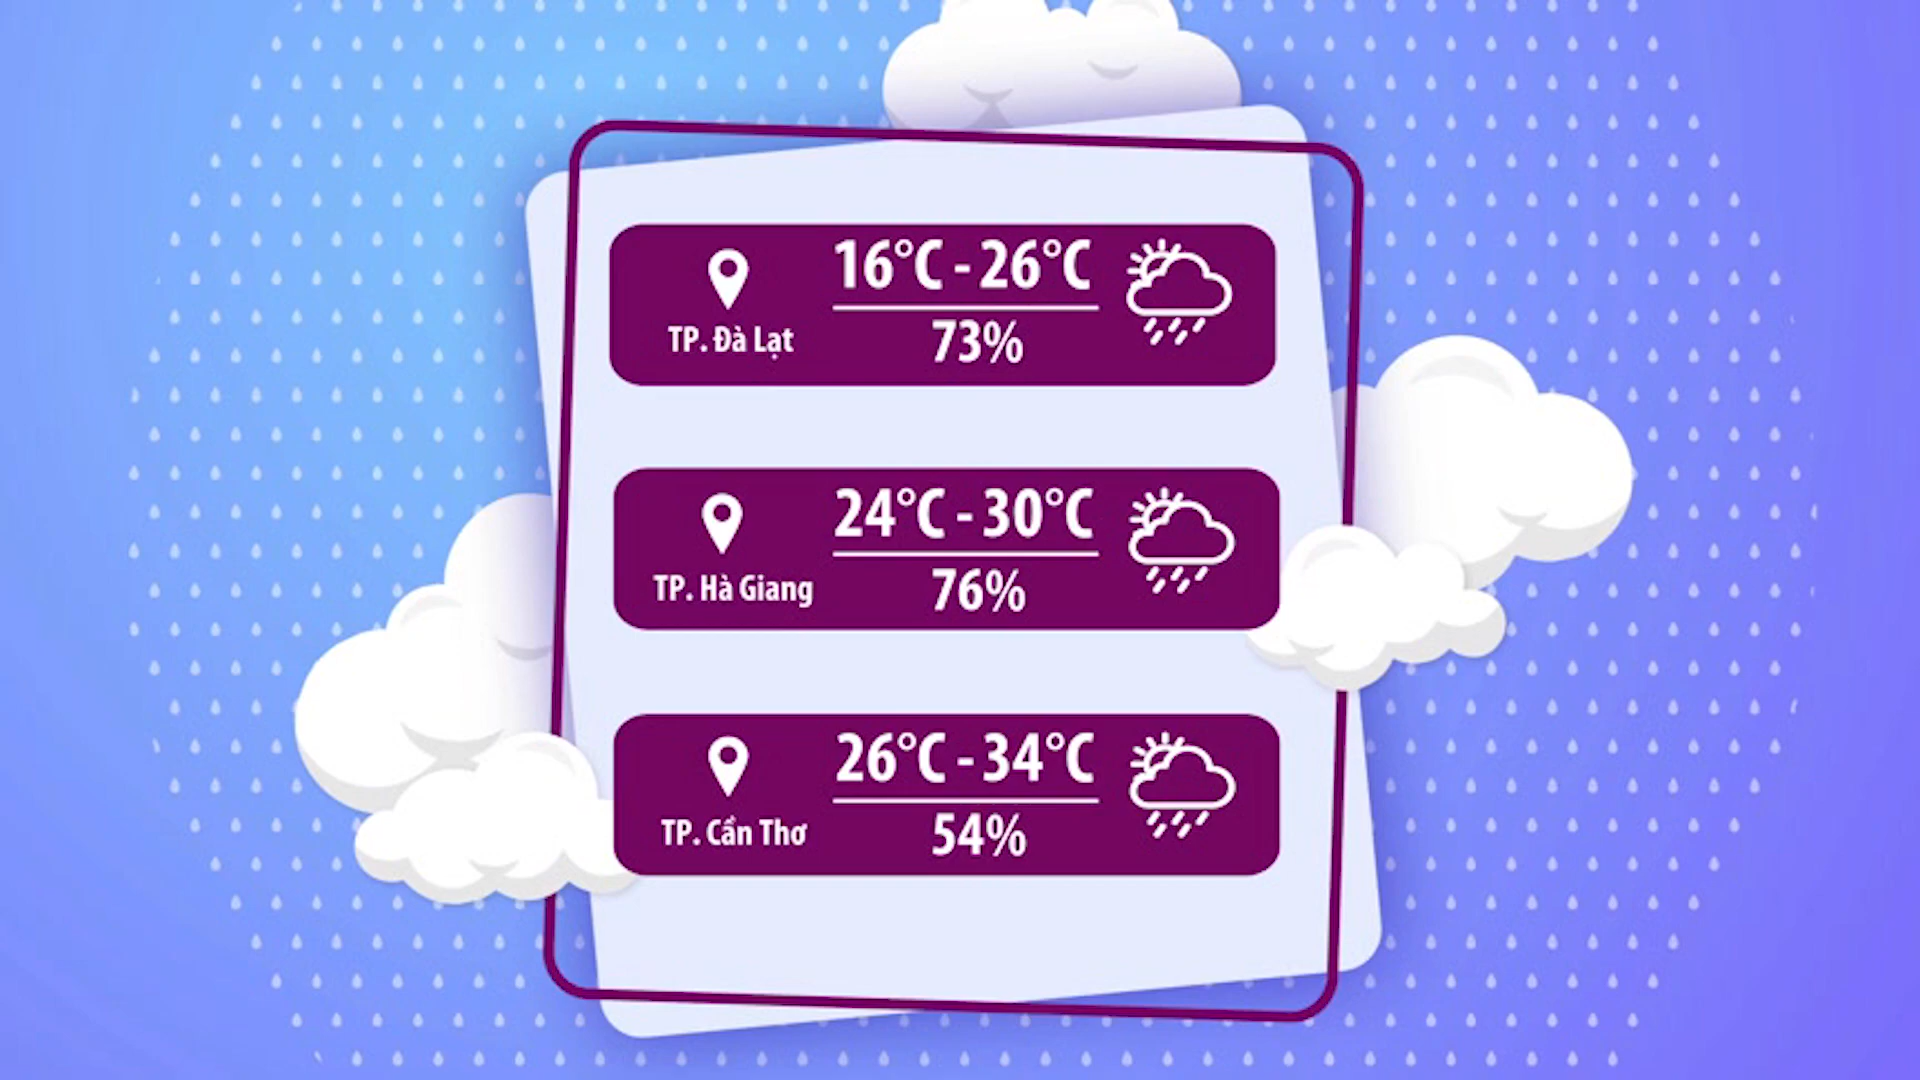 16°C - 26°C
TP. Đà Lạt
73%
24°C - 30°C
TP. Hà Giang
76%
26°C - 34°C
TP. Cần Thơ
54%